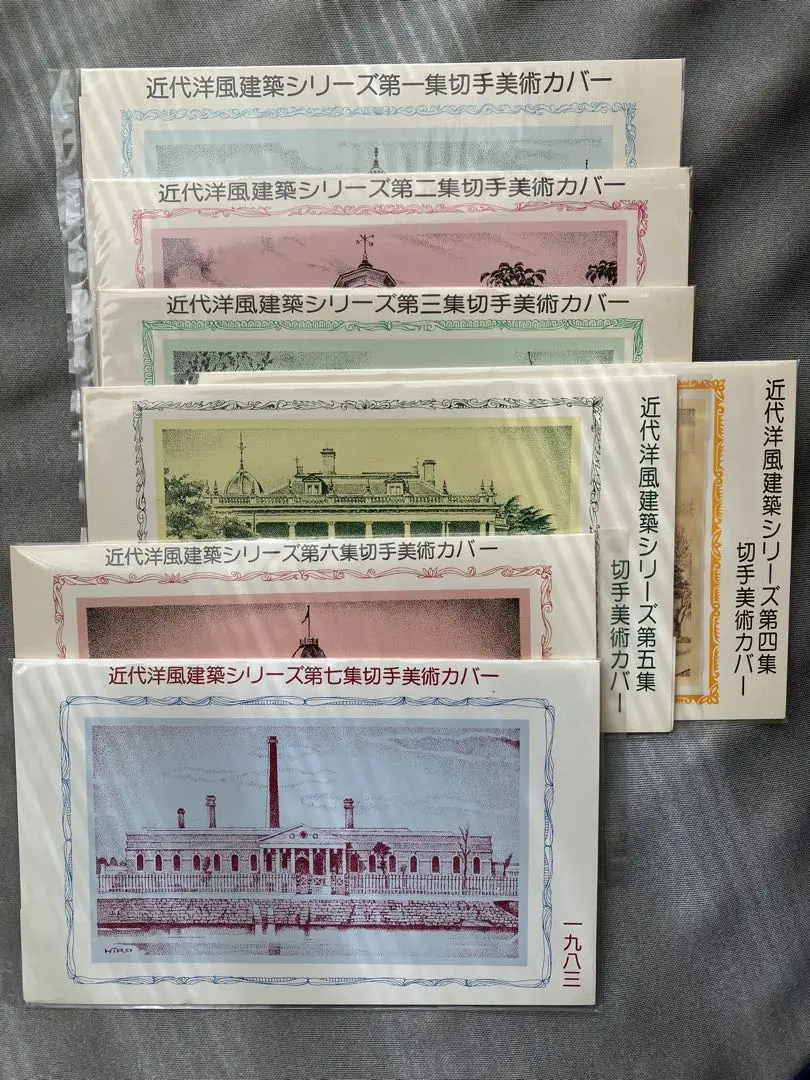 近代洋風建築シリーズ第一集切手美術カバー
近代洋風建築シリーズ第二集切手美術カバー
近代洋風建築シリーズ第三集切手美術カバー
近代洋風建築シリーズ第四集
切手美術カバー
近代洋風建築シリーズ第五集
切手美術カバー
近代洋風建築シリーズ第六集切手美術カバー
近代洋風建築シリーズ第七集切手美術カバー
HIRO
一九八三